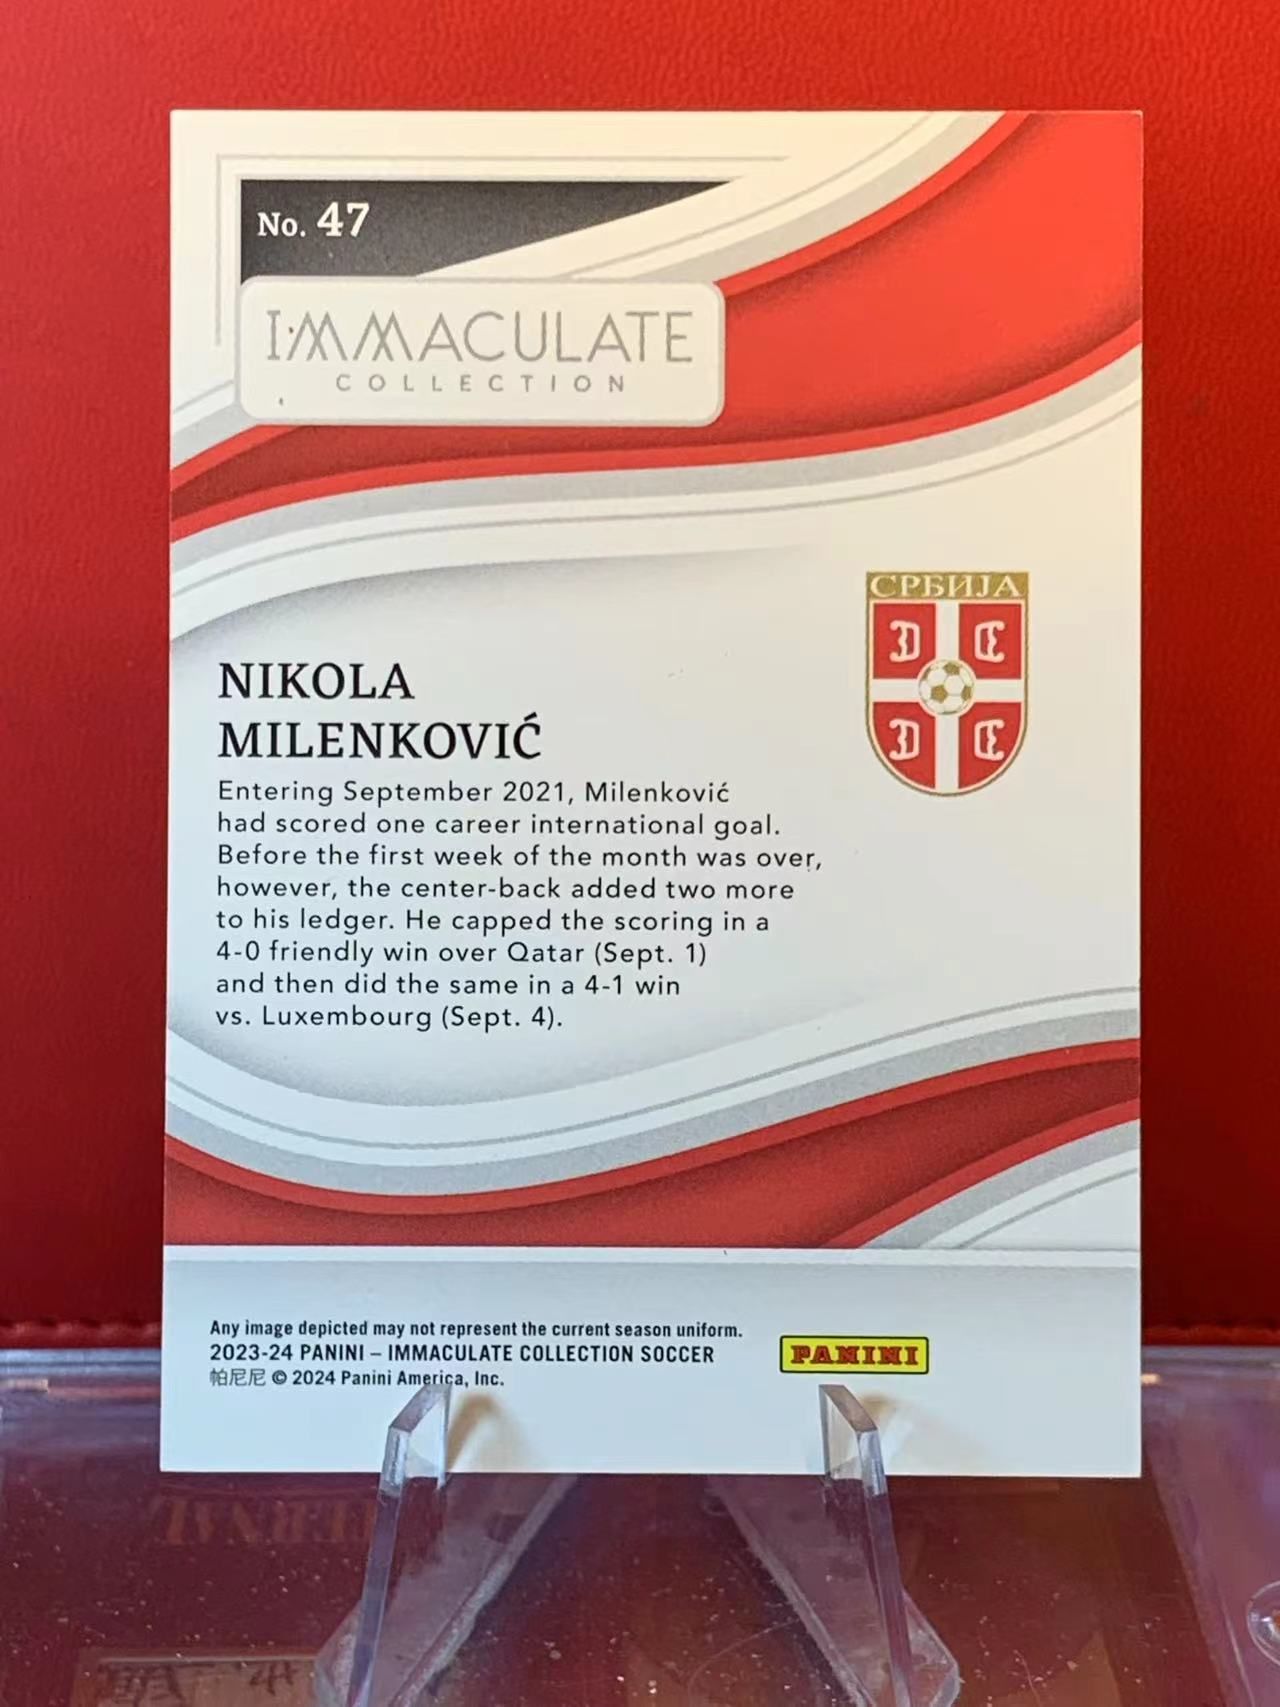 No. 47
IMMACULATE
COLLECTION
СРБИЈА
NIKOLA
MILENKOVIĆ
Entering September 2021, Milenković
had scored one career international goal.
Before the first week of the month was over,
however, the center-back added two more
to his ledger. He capped the scoring in a
4-0 friendly win over Qatar (Sept. 1)
and then did the same in a 4-1 win
vs. Luxembourg (Sept. 4).
Any image depicted may not represent the current season uniform.
2023-24 PANINI – IMMACULATE COLLECTION SOCCER
帕尼尼 © 2024 Panini America, Inc.
PANINI